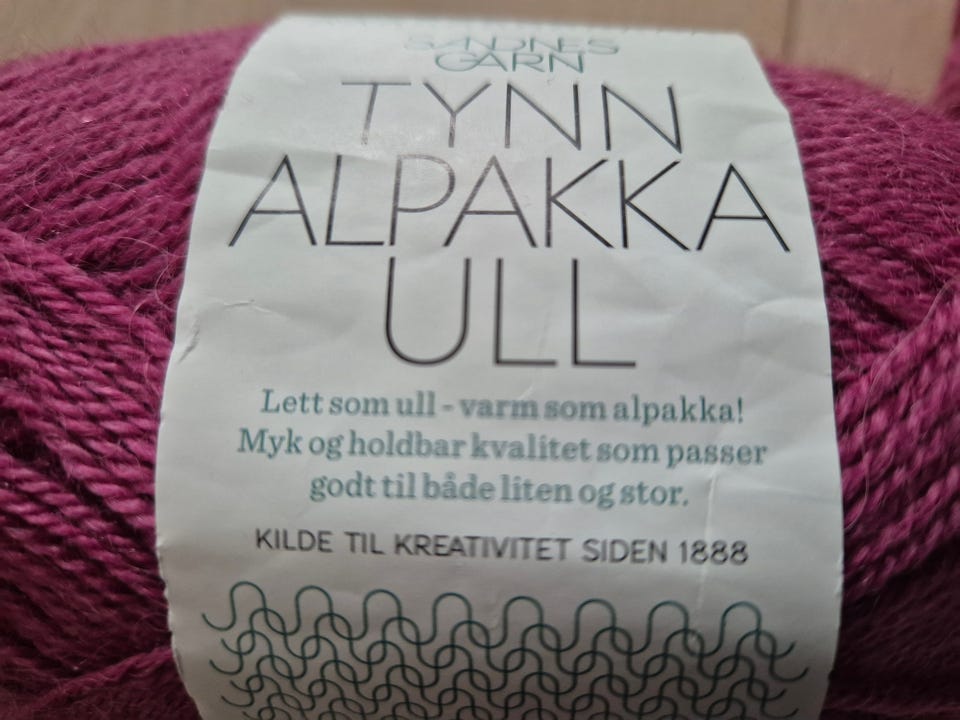 SANDNES
GARN
TYNN
ALPAKKA
ULL
Lett som ull - varm som alpakka!
Myk og holdbar kvalitet som passer
godt til både liten og stor.
KILDE TIL KREATIVITET SIDEN 1888